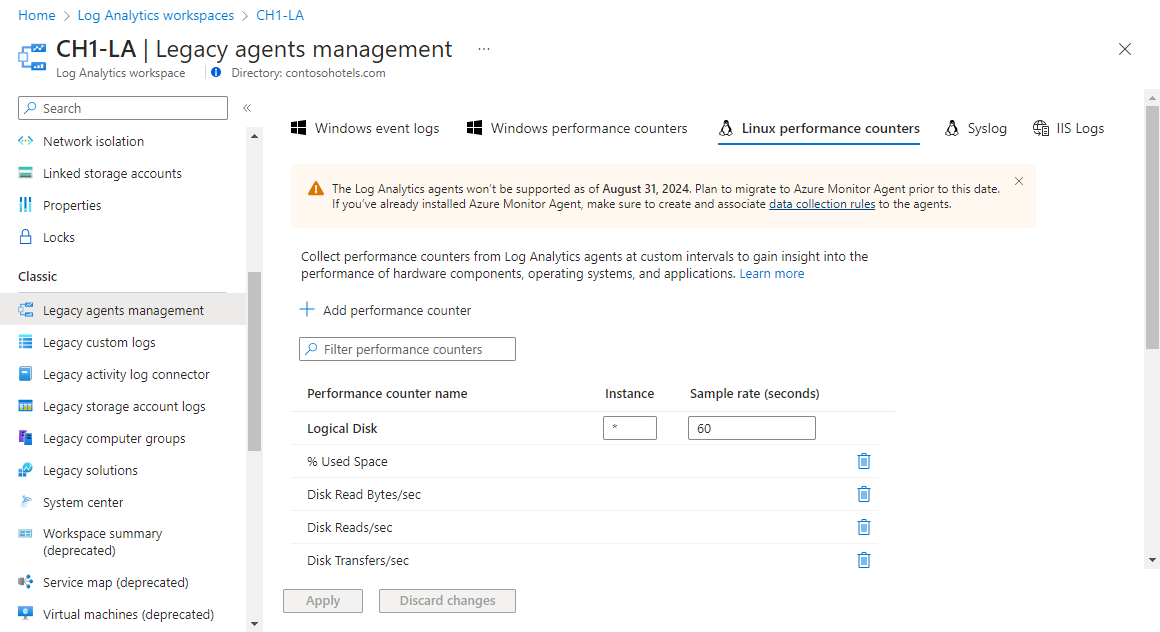 Home > Log Analytics workspaces > CH1-LA
CH1-LA | Legacy agents management ...
Log Analytics workspace
Directory: contosohotels.com
Search
«
Network isolation
Linked storage accounts
Properties
Locks
Classic
Legacy agents management
Legacy custom logs
Legacy activity log connector
Legacy storage account logs
Legacy computer groups
Legacy solutions
System center
Workspace summary
(deprecated)
Service map (deprecated)
Virtual machines (deprecated)
Windows event logs
Windows performance counters
Linux performance counters
Syslog
IIS Logs
The Log Analytics agents won't be supported as of August 31, 2024. Plan to migrate to Azure Monitor Agent prior to this date.
If you've already installed Azure Monitor Agent, make sure to create and associate data collection rules to the agents.
Collect performance counters from Log Analytics agents at custom intervals to gain insight into the
performance of hardware components, operating systems, and applications. Learn more
Add performance counter
Filter performance counters
Performance counter name Instance Sample rate (seconds)
Logical Disk * 60
% Used Space
Disk Read Bytes/sec
Disk Reads/sec
Disk Transfers/sec
Apply
Discard changes